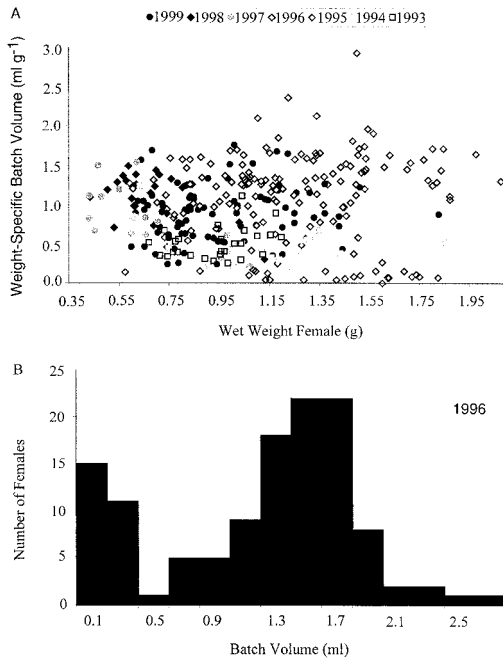 A
1999 1998 1997 1996 1995 1994 1993
Weight-Specific Batch Volume (ml g-1)
3.0
2.5
2.0
1.5
1.0
0.5
0.0
0.35 0.55 0.75 0.95 1.15 1.35 1.55 1.75 1.95
Wet Weight Female (g)
B
1996
Number of Females
25
20
15
10
5
0
0.1 0.5 0.9 1.3 1.7 2.1 2.5
Batch Volume (ml)